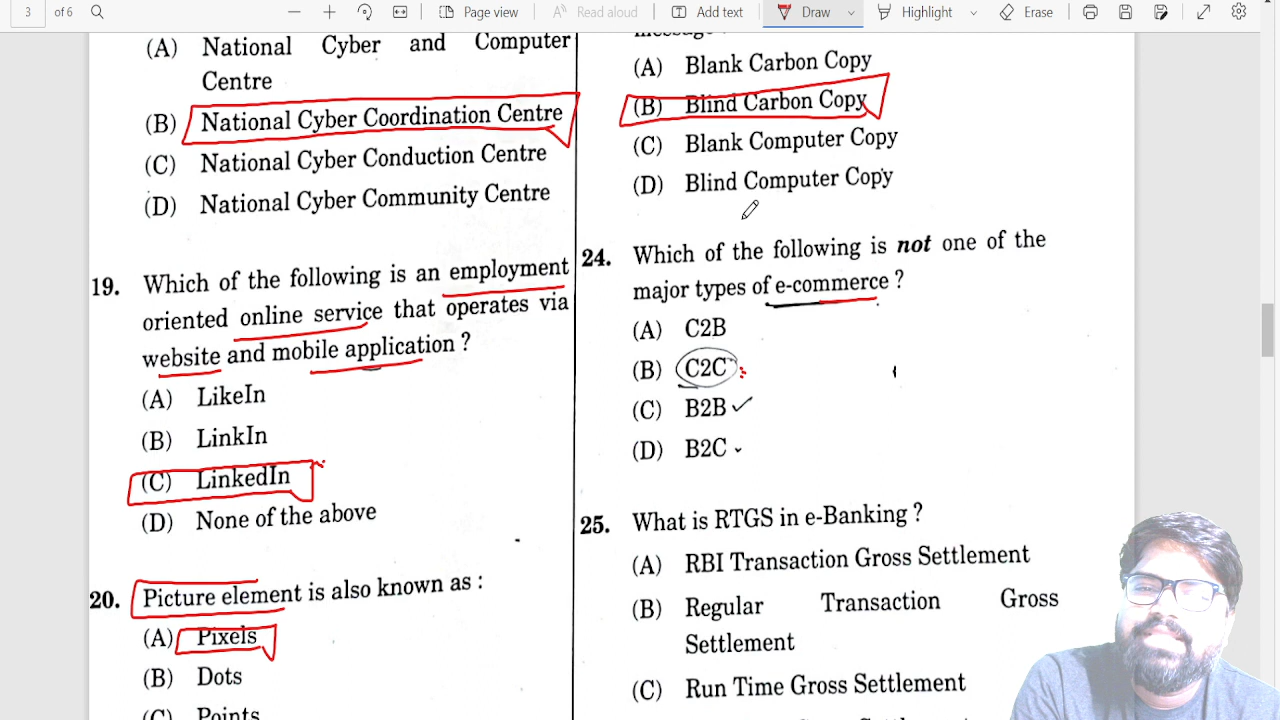 3 of 6
Page view
Read aloud
Add text
Draw
Highlight
Erase
(A) National Cyber and Computer
Centre
(B) National Cyber Coordination Centre
(C) National Cyber Conduction Centre
(D) National Cyber Community Centre
19. Which of the following is an employment
oriented online service that operates via
website and mobile application ?
(A) LikeIn
(B) LinkIn
(C) LinkedIn
(D) None of the above
20. Picture element is also known as :
(A) Pixels
(B) Dots
(C) Points
(A) Blank Carbon Copy
(B) Blind Carbon Copy
(C) Blank Computer Copy
(D) Blind Computer Copy
24. Which of the following is not one of the
major types of e-commerce ?
(A) C2B
(B) C2C
(C) B2B
(D) B2C
25. What is RTGS in e-Banking ?
(A) RBI Transaction Gross Settlement
(B) Regular Transaction Gross
Settlement
(C) Run Time Gross Settlement